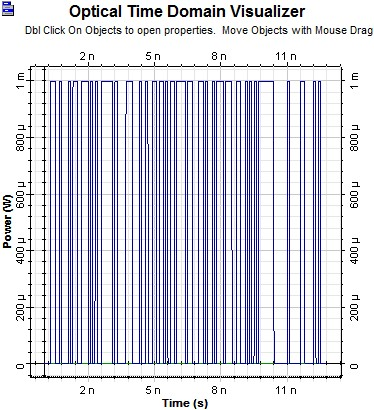 Optical Time Domain Visualizer
Dbl Click On Objects to open properties. Move Objects with Mouse Drag
2 n 5 n 8 n 11 n
1 m 1 m
800 µ 800 µ
600 µ 600 µ
400 µ 400 µ
200 µ 200 µ
0 0
Power (W)
2 n 5 n 8 n 11 n
Time (s)